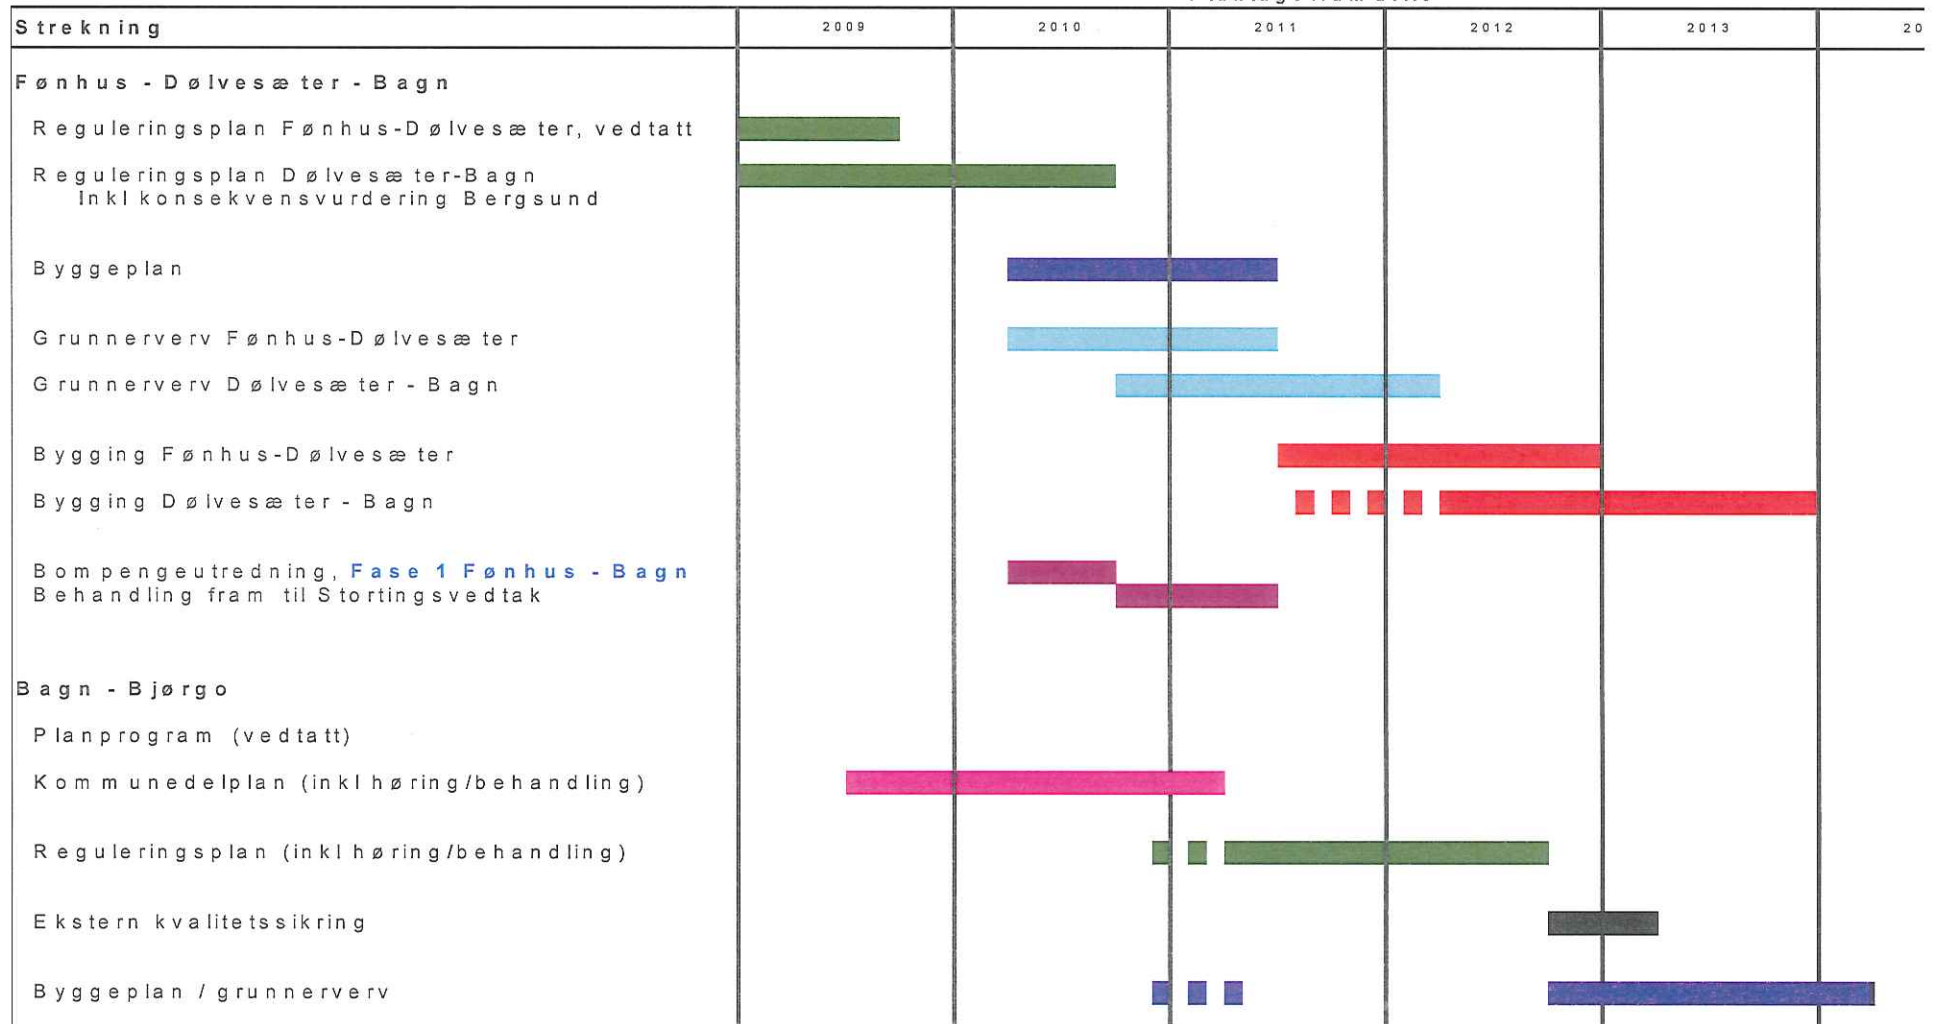 Strekning 2009 2010 2011 2012 2013 20
Fønhus - Dølvesæter - Bagn
Reguleringsplan Fønhus-Dølvesæter, vedtatt
Reguleringsplan Dølvesæter-Bagn
Inkl konsekvensvurdering Bergsund
Byggeplan
Grunnerverv Fønhus-Dølvesæter
Grunnerverv Dølvesæter - Bagn
Bygging Fønhus-Dølvesæter
Bygging Dølvesæter - Bagn
Bompengeutredning, Fase 1 Fønhus - Bagn
Behandling fram til Stortingsvedtak
Bagn - Bjørgo
Planprogram (vedtatt)
Kommunedelplan (inkl høring/behandling)
Reguleringsplan (inkl høring/behandling)
Ekstern kvalitetssikring
Byggeplan / grunnerverv